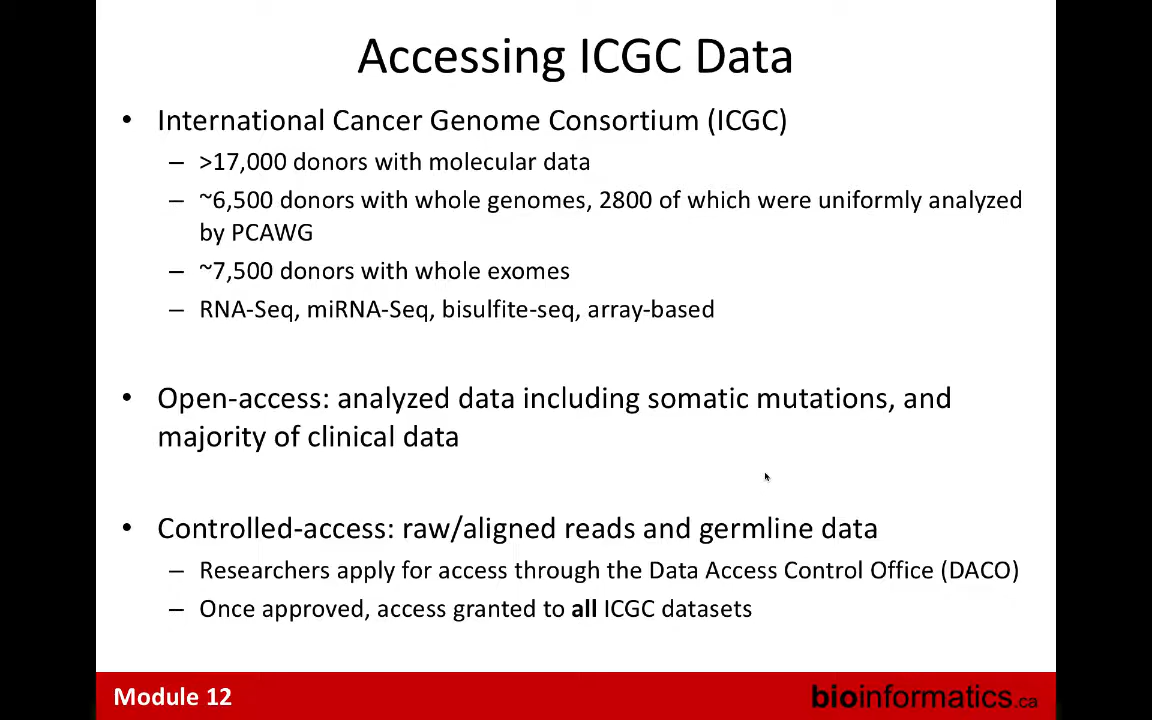 Accessing ICGC Data
• International Cancer Genome Consortium (ICGC)
– >17,000 donors with molecular data
– ~6,500 donors with whole genomes, 2800 of which were uniformly analyzed
by PCAWG
– ~7,500 donors with whole exomes
– RNA-Seq, miRNA-Seq, bisulfite-seq, array-based
• Open-access: analyzed data including somatic mutations, and
majority of clinical data
• Controlled-access: raw/aligned reads and germline data
– Researchers apply for access through the Data Access Control Office (DACO)
– Once approved, access granted to all ICGC datasets
Module 12
bioinformatics.ca